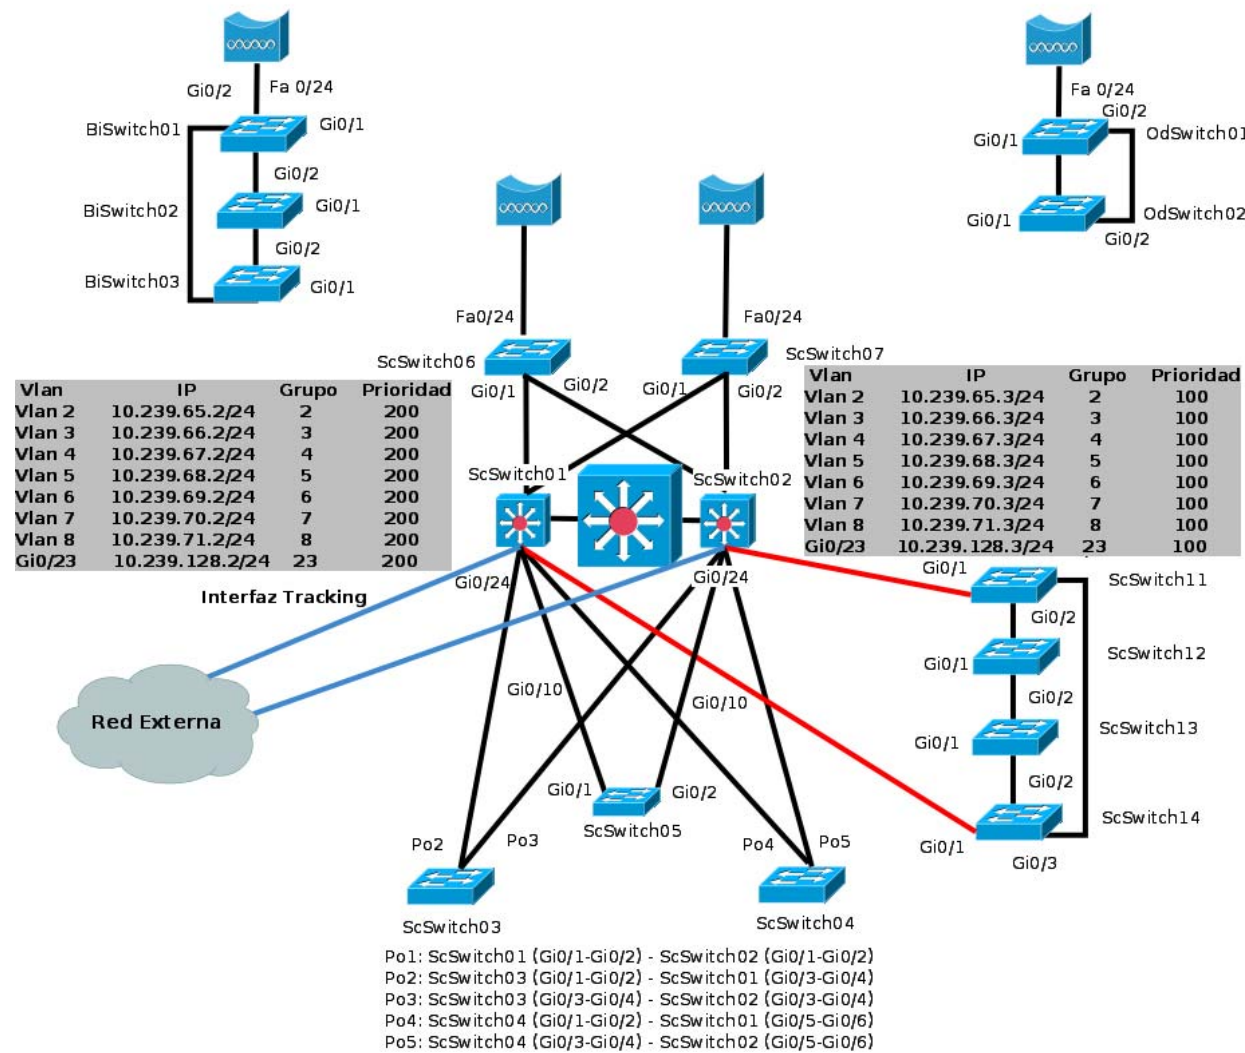 Gi0/2
Fa 0/24
BiSwitch01
Gi0/1
Gi0/2
BiSwitch02
Gi0/1
Gi0/2
BiSwitch03
Gi0/1
Fa 0/24
Gi0/2
OdSwitch01
Gi0/1
OdSwitch02
Gi0/1
Gi0/2
Fa0/24
Fa0/24
ScSwitch06
ScSwitch07
Gi0/1
Gi0/2
Gi0/1
Gi0/2
Vlan IP Grupo Prioridad
Vlan 2 10.239.65.2/24 2 200
Vlan 3 10.239.66.2/24 3 200
Vlan 4 10.239.67.2/24 4 200
Vlan 5 10.239.68.2/24 5 200
Vlan 6 10.239.69.2/24 6 200
Vlan 7 10.239.70.2/24 7 200
Vlan 8 10.239.71.2/24 8 200
Gi0/23 10.239.128.2/24 23 200
Vlan IP Grupo Prioridad
Vlan 2 10.239.65.3/24 2 100
Vlan 3 10.239.66.3/24 3 100
Vlan 4 10.239.67.3/24 4 100
Vlan 5 10.239.68.3/24 5 100
Vlan 6 10.239.69.3/24 6 100
Vlan 7 10.239.70.3/24 7 100
Vlan 8 10.239.71.3/24 8 100
Gi0/23 10.239.128.3/24 23 100
ScSwitch01
ScSwitch02
Gi0/24
Gi0/24
Interfaz Tracking
Red Externa
Gi0/10
Gi0/10
Gi0/1
ScSwitch11
Gi0/2
ScSwitch12
Gi0/1
Gi0/2
ScSwitch13
Gi0/1
Gi0/2
ScSwitch14
Gi0/1
Gi0/3
Gi0/1
Gi0/2
ScSwitch05
Po2
Po3
Po4
Po5
ScSwitch03
ScSwitch04
Po1: ScSwitch01 (Gi0/1-Gi0/2) - ScSwitch02 (Gi0/1-Gi0/2)
Po2: ScSwitch03 (Gi0/1-Gi0/2) - ScSwitch01 (Gi0/3-Gi0/4)
Po3: ScSwitch03 (Gi0/3-Gi0/4) - ScSwitch02 (Gi0/3-Gi0/4)
Po4: ScSwitch04 (Gi0/1-Gi0/2) - ScSwitch01 (Gi0/5-Gi0/6)
Po5: ScSwitch04 (Gi0/3-Gi0/4) - ScSwitch02 (Gi0/5-Gi0/6)